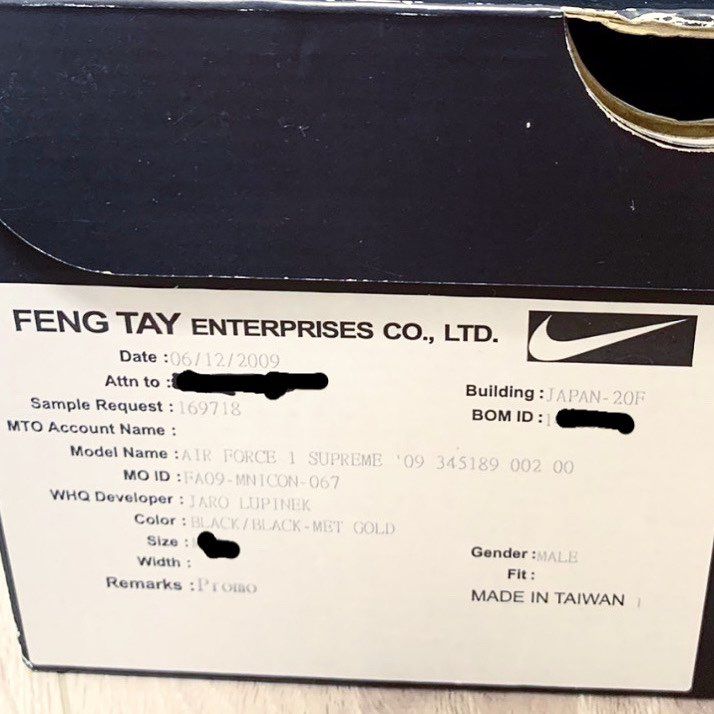 FENG TAY ENTERPRISES CO., LTD.
Date :06/12/2009
Attn to :
Building :JAPAN-20F
Sample Request :169718
BOM ID :1
MTO Account Name :
Model Name :AIR FORCE 1 SUPREME '09 345189 002 00
MO ID :FA09-MNICON-067
WHQ Developer : JARO LUPINEK
Color : BLACK/BLACK-MET GOLD
Size :
Gender :MALE
Width :
Fit :
Remarks :Promo
MADE IN TAIWAN